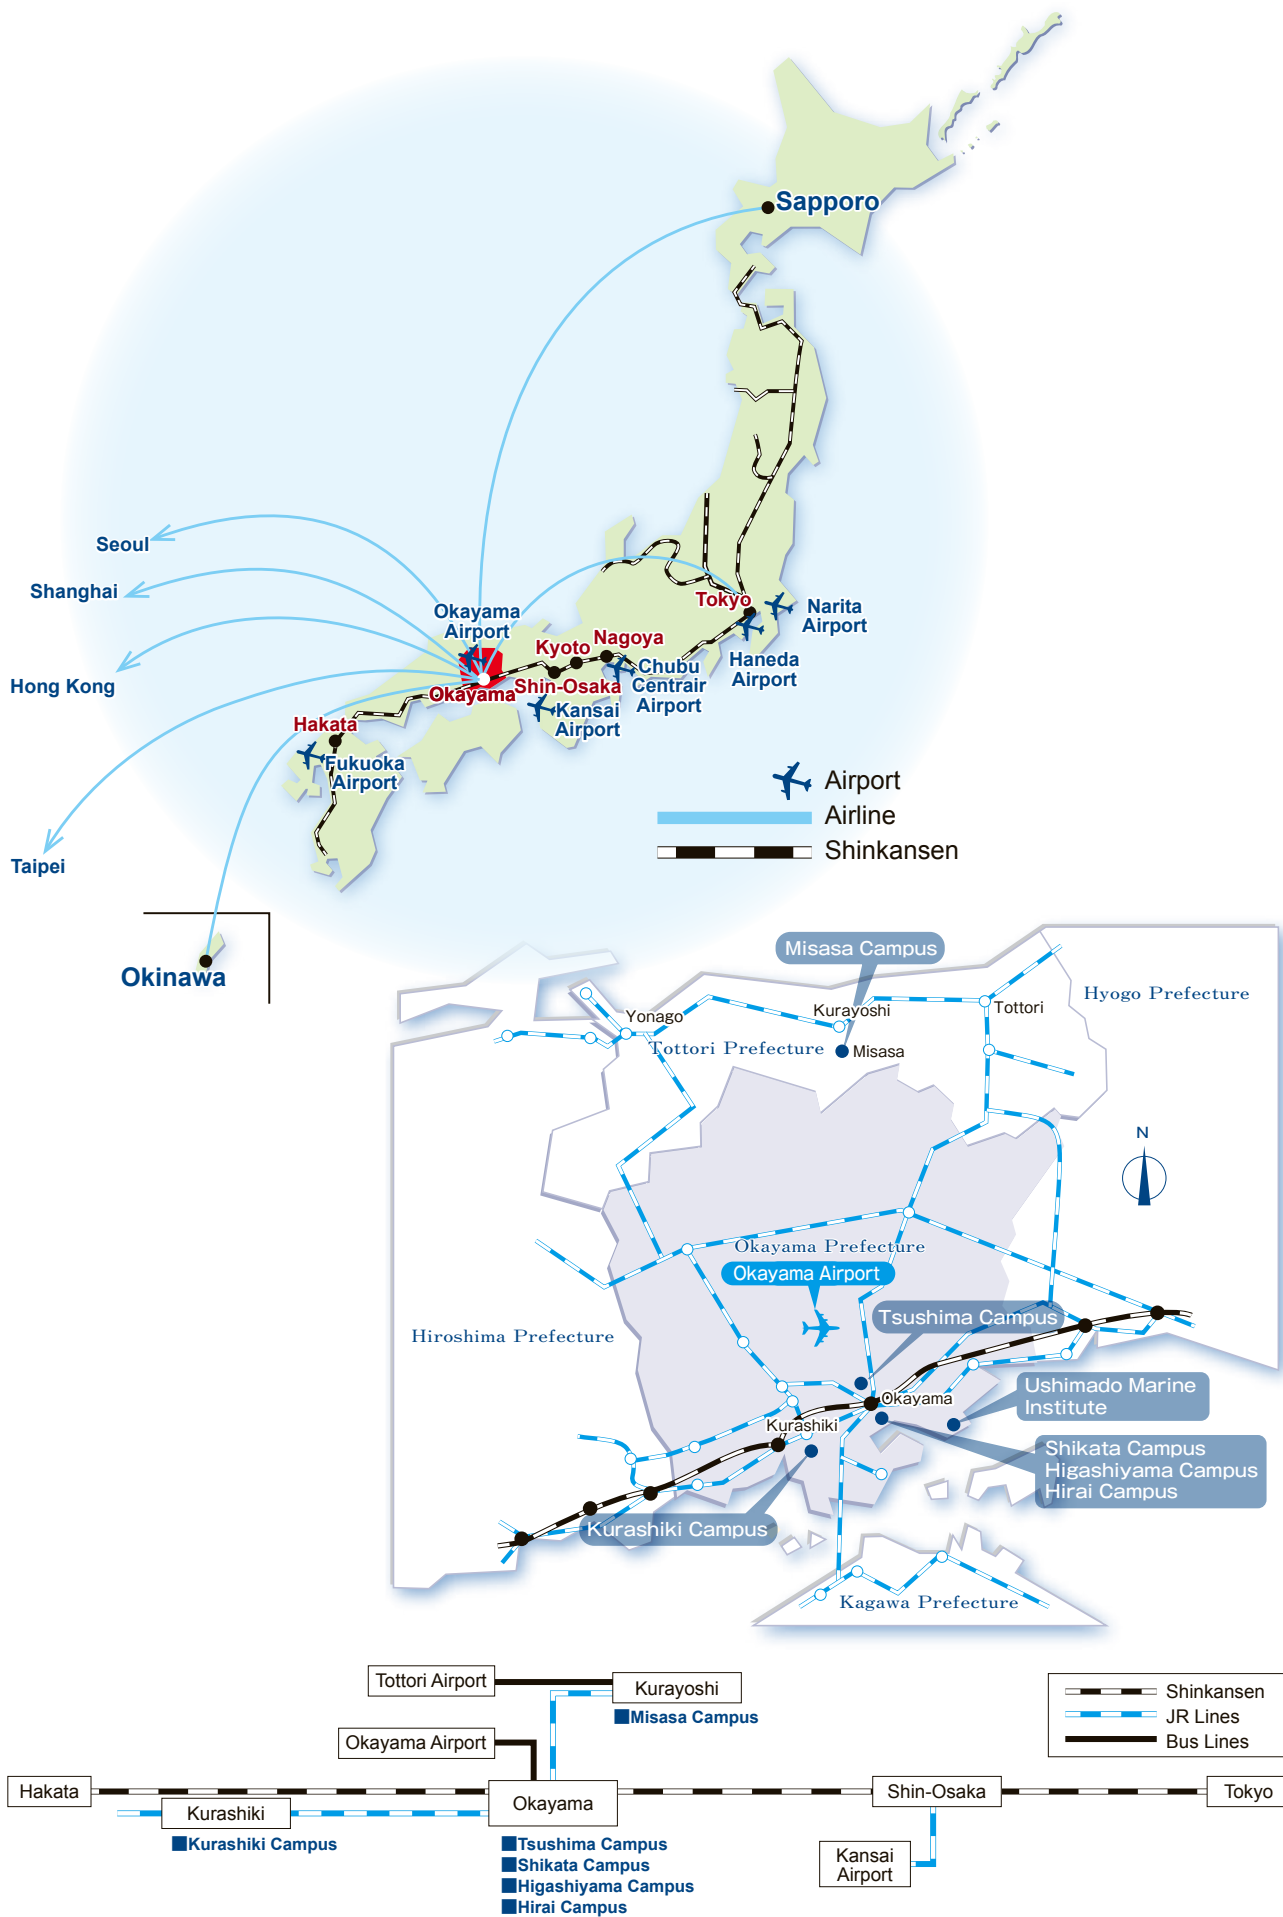 Sapporo
Seoul
Shanghai
Okayama
Airport
Tokyo
Narita
Airport
Hong Kong
Kyoto
Nagoya
Haneda
Airport
Chubu
Centrair
Airport
Okayama
Shin-Osaka
Kansai
Airport
Hakata
Fukuoka
Airport
Taipei
Airport
Airline
Shinkansen
Okinawa
Misasa Campus
Hyogo Prefecture
Yonago
Kurayoshi
Tottori
Tottori Prefecture
Misasa
N
Okayama Prefecture
Okayama Airport
Hiroshima Prefecture
Tsushima Campus
Okayama
Ushimado Marine
Institute
Kurashiki
Shikata Campus
Higashiyama Campus
Hirai Campus
Kurashiki Campus
Kagawa Prefecture
Tottori Airport
Kurayoshi
Misasa Campus
Shinkansen
JR Lines
Bus Lines
Okayama Airport
Hakata
Okayama
Shin-Osaka
Tokyo
Kurashiki
Kurashiki Campus
Tsushima Campus
Shikata Campus
Higashiyama Campus
Hirai Campus
Kansai
Airport